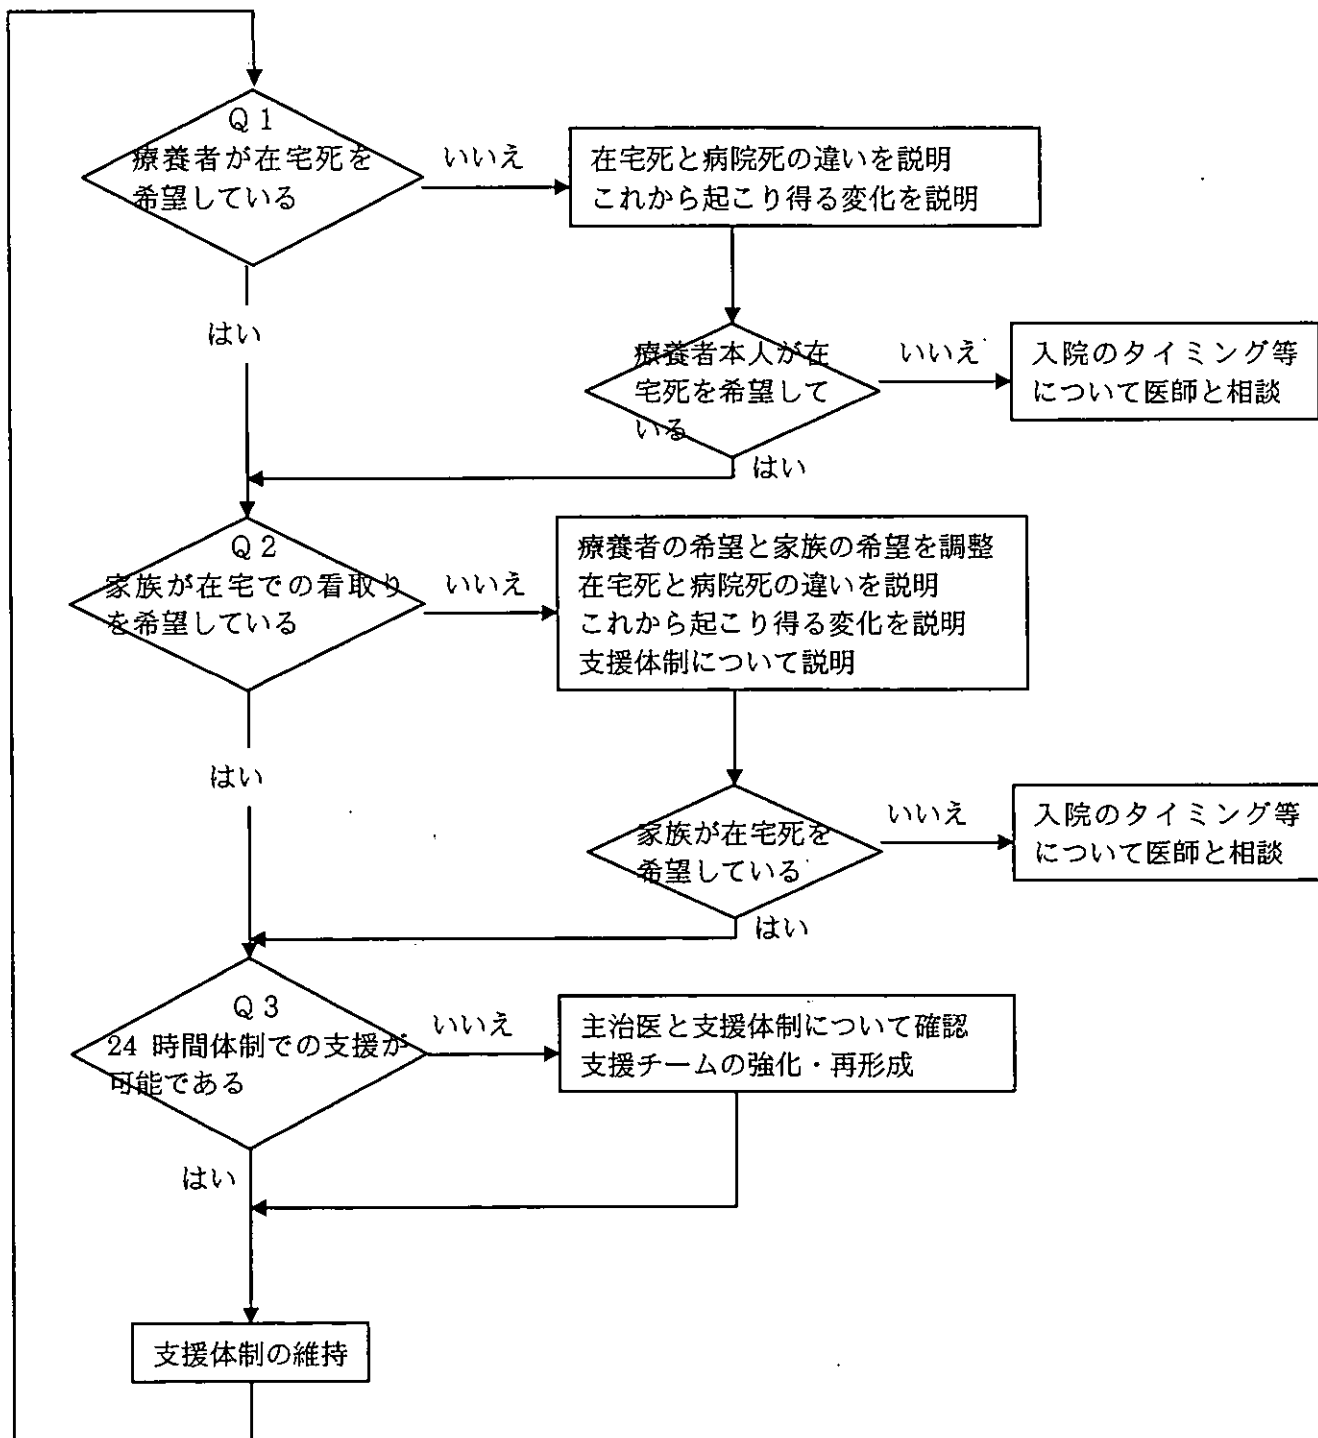 Q1
療養者が在宅死を
希望している
いいえ
在宅死と病院死の違いを説明
これから起こり得る変化を説明
はい
療養者本人が在
宅死を希望して
いる
いいえ
入院のタイミング等
について医師と相談
はい
Q2
家族が在宅での看取り
を希望している
いいえ
療養者の希望と家族の希望を調整
在宅死と病院死の違いを説明
これから起こり得る変化を説明
支援体制について説明
はい
家族が在宅死を
希望している
いいえ
入院のタイミング等
について医師と相談
はい
Q3
24 時間体制での支援が
可能である
いいえ
主治医と支援体制について確認
支援チームの強化・再形成
はい
支援体制の維持